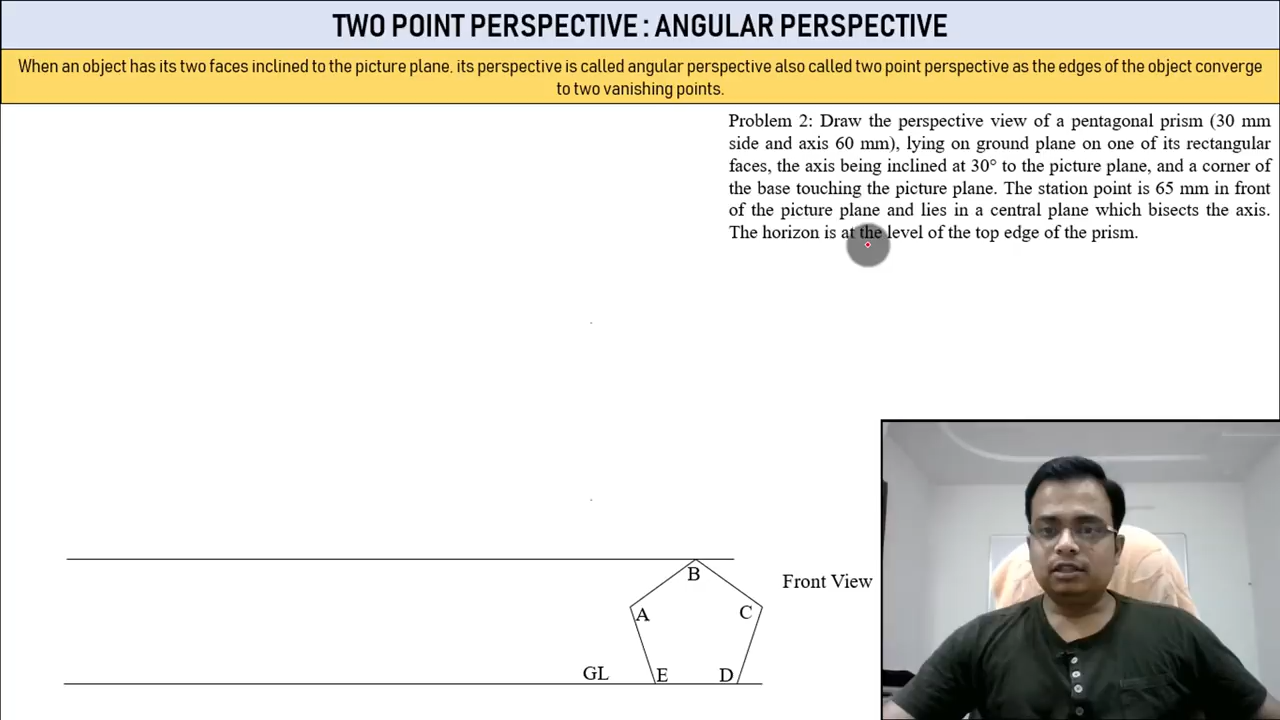 TWO POINT PERSPECTIVE : ANGULAR PERSPECTIVE
When an object has its two faces inclined to the picture plane, its perspective is called angular perspective also called two point perspective as the edges of the object converge
to two vanishing points.
Problem 2: Draw the perspective view of a pentagonal prism (30 mm
side and axis 60 mm), lying on ground plane on one of its rectangular
faces, the axis being inclined at 30° to the picture plane, and a corner of
the base touching the picture plane. The station point is 65 mm in front
of the picture plane and lies in a central plane which bisects the axis.
The horizon is at the level of the top edge of the prism.
B
Front View
A
C
GL
E
D